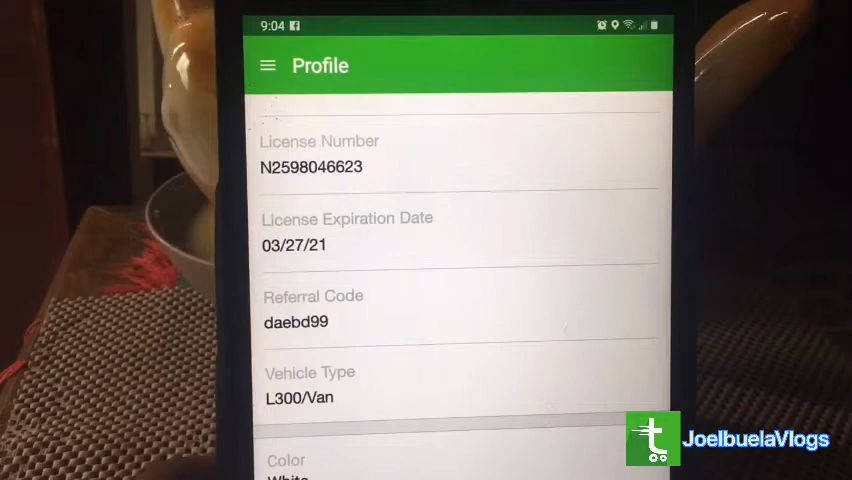 9:04
Profile
License Number
N2598046623
License Expiration Date
03/27/21
Referral Code
daebd99
Vehicle Type
L300/Van
Color
White
JoelbuelaVlogs